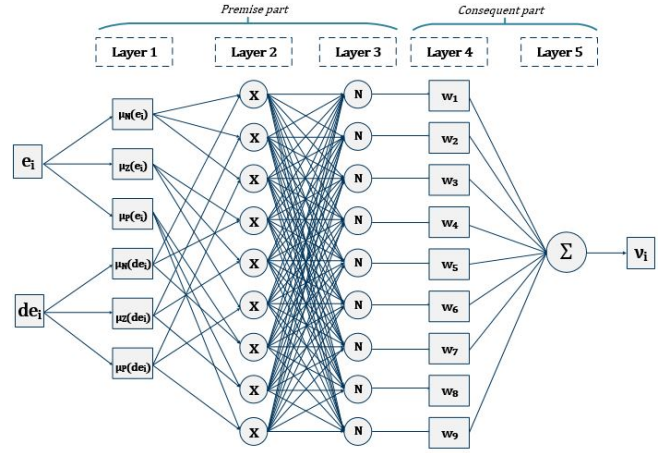 Premise part
Consequent part
Layer 1
Layer 2
Layer 3
Layer 4
Layer 5
eᵢ
deᵢ
μN(eᵢ)
μZ(eᵢ)
μP(eᵢ)
μN(deᵢ)
μZ(deᵢ)
μP(deᵢ)
X
X
X
X
X
X
X
X
X
N
N
N
N
N
N
N
N
N
w₁
w₂
w₃
w₄
w₅
w₆
w₇
w₈
w₉
Σ
νᵢ